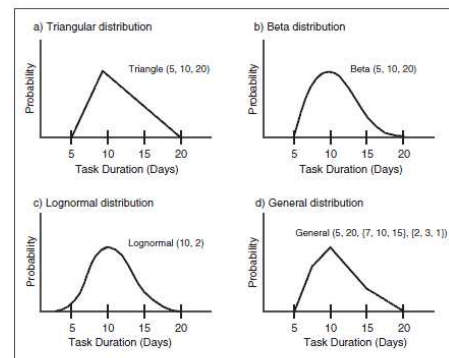 a) Triangular distribution
Triangle (5, 10, 20)
Probability
5 10 15 20
Task Duration (Days)
b) Beta distribution
Beta (5, 10, 20)
Probability
5 10 15 20
Task Duration (Days)
c) Lognormal distribution
Lognormal (10, 2)
Probability
5 10 15 20
Task Duration (Days)
d) General distribution
General (5, 20, {7, 10, 15}, {2, 3, 1})
Probability
5 10 15 20
Task Duration (Days)